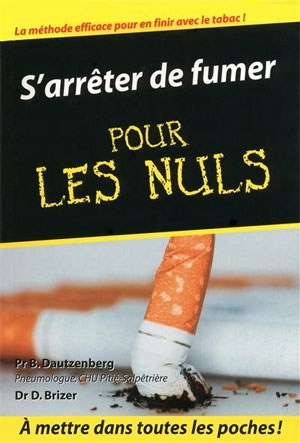 La méthode efficace pour en finir avec le tabac !
S'arrêter de fumer
POUR
LES NULS
Pr B. Dautzenberg
Pneumologue, CHU Pitié-Salpêtrière
Dr D. Brizer
À mettre dans toutes les poches !